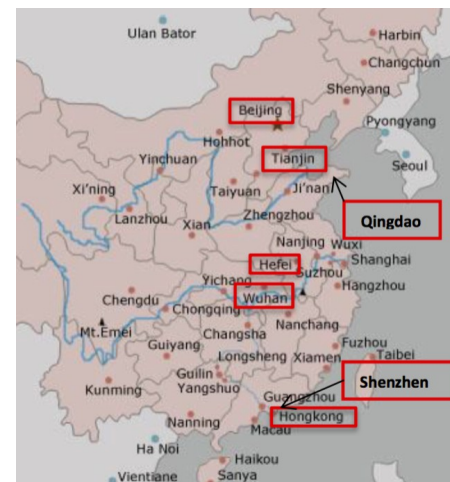 Ulan Bator
Harbin
Changchun
Shenyang
Beijing
Pyongyang
Hohhot
Yinchuan
Tianjin
Seoul
Xi'ning
Taiyuan
Ji'nan
Lanzhou
Zhengzhou
Qingdao
Xian
Nanjing Wuxi
Hefei
Shanghai
Suzhou
Yichang
Hangzhou
Chengdu
Wuhan
Chongqing
Nanchang
Mt.Emei
Changsha
Guiyang
Fuzhou
Longsheng
Xiamen
Taibei
Guilin
Kunming
Yangshuo
Shenzhen
Guangzhou
Nanning
Hongkong
Macau
Ha Noi
Haikou
Vientiane
Sanya